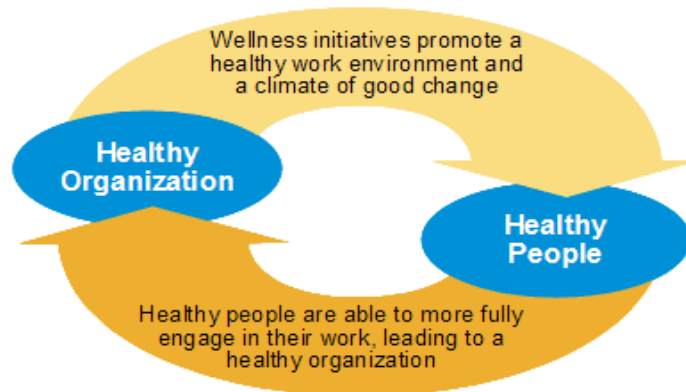 Wellness initiatives promote a
healthy work environment and
a climate of good change
Healthy
Organization
Healthy
People
Healthy people are able to more fully
engage in their work, leading to a
healthy organization